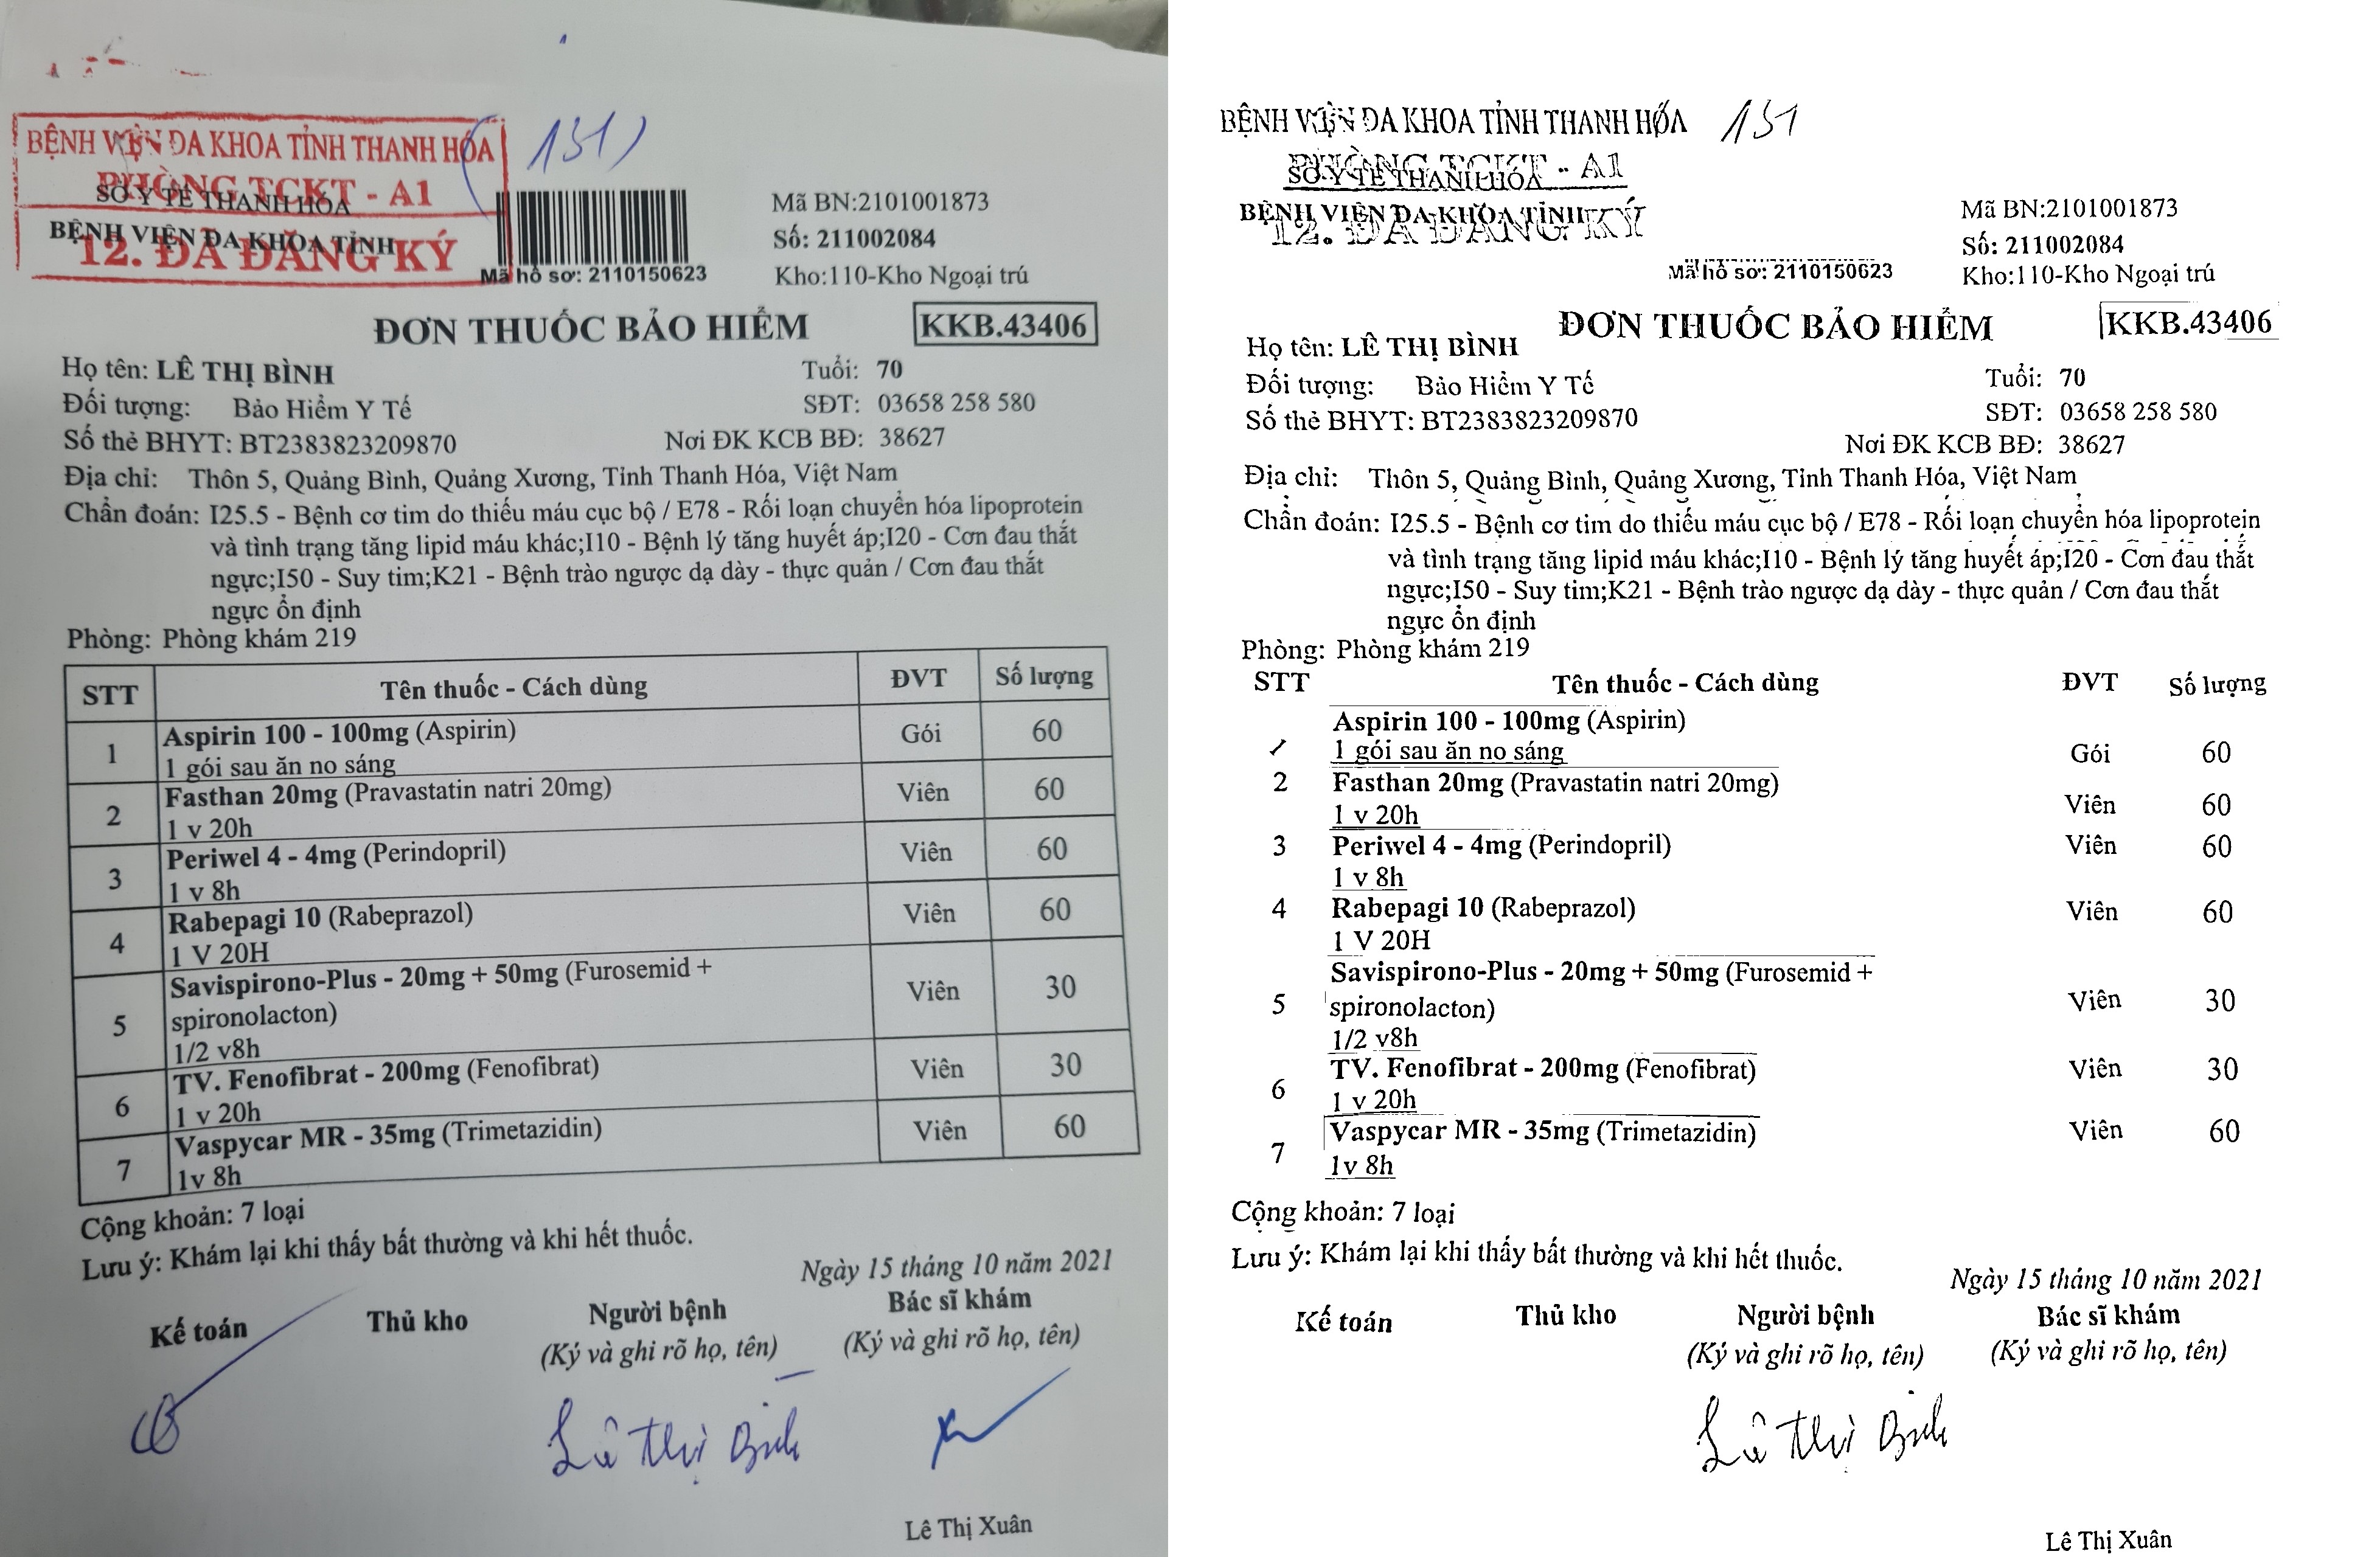 BỆNH VIỆN ĐA KHOA TỈNH THANH HÓA
PHÒNG TCKT - A1
12. ĐÃ ĐĂNG KÝ
SỞ Y TẾ THANH HÓA
BỆNH VIỆN ĐA KHOA TỈNH
131
Mã hồ sơ: 2110150623
Mã BN:2101001873
Số: 211002084
Kho:110-Kho Ngoại trú
ĐƠN THUỐC BẢO HIỂM
KKB.43406
Họ tên: LÊ THỊ BÌNH
Tuổi: 70
Đối tượng: Bảo Hiểm Y Tế
SĐT: 03658 258 580
Số thẻ BHYT: BT2383823209870
Nơi ĐK KCB BĐ: 38627
Địa chỉ: Thôn 5, Quảng Bình, Quảng Xương, Tỉnh Thanh Hóa, Việt Nam
Chẩn đoán: I25.5 - Bệnh cơ tim do thiếu máu cục bộ / E78 - Rối loạn chuyển hóa lipoprotein
và tình trạng tăng lipid máu khác;I10 - Bệnh lý tăng huyết áp;I20 - Cơn đau thắt
ngực;I50 - Suy tim;K21 - Bệnh trào ngược dạ dày - thực quản / Cơn đau thắt
ngực ổn định
Phòng: Phòng khám 219
STT Tên thuốc - Cách dùng ĐVT Số lượng
1 Aspirin 100 - 100mg (Aspirin) Gói 60
1 gói sau ăn no sáng
2 Fasthan 20mg (Pravastatin natri 20mg) Viên 60
1 v 20h
3 Periwel 4 - 4mg (Perindopril) Viên 60
1 v 8h
4 Rabepagi 10 (Rabeprazol) Viên 60
1 V 20H
5 Savispirono-Plus - 20mg + 50mg (Furosemid + Viên 30
spironolacton)
1/2 v8h
6 TV. Fenofibrat - 200mg (Fenofibrat) Viên 30
1 v 20h
7 Vaspycar MR - 35mg (Trimetazidin) Viên 60
1v 8h
Cộng khoản: 7 loại
Lưu ý: Khám lại khi thấy bất thường và khi hết thuốc.
Ngày 15 tháng 10 năm 2021
Kế toán Thủ kho Người bệnh Bác sĩ khám
(Ký và ghi rõ họ, tên) (Ký và ghi rõ họ, tên)
Lê Thị Bình
Lê Thị Xuân
BỆNH VIỆN ĐA KHOA TỈNH THANH HÓA
131
PHÒNG TCKT - A1
SỞ Y TẾ THANH HÓA
BỆNH VIỆN ĐA KHOA TỈNH
12. ĐÃ ĐĂNG KÝ
Mã hồ sơ: 2110150623
Mã BN:2101001873
Số: 211002084
Kho:110-Kho Ngoại trú
ĐƠN THUỐC BẢO HIỂM
KKB.43406
Họ tên: LÊ THỊ BÌNH
Tuổi: 70
Đối tượng: Bảo Hiểm Y Tế
SĐT: 03658 258 580
Số thẻ BHYT: BT2383823209870
Nơi ĐK KCB BĐ: 38627
Địa chỉ: Thôn 5, Quảng Bình, Quảng Xương, Tỉnh Thanh Hóa, Việt Nam
Chẩn đoán: I25.5 - Bệnh cơ tim do thiếu máu cục bộ / E78 - Rối loạn chuyển hóa lipoprotein
và tình trạng tăng lipid máu khác;I10 - Bệnh lý tăng huyết áp;I20 - Cơn đau thắt
ngực;I50 - Suy tim;K21 - Bệnh trào ngược dạ dày - thực quản / Cơn đau thắt
ngực ổn định
Phòng: Phòng khám 219
STT Tên thuốc - Cách dùng ĐVT Số lượng
1 Aspirin 100 - 100mg (Aspirin) Gói 60
1 gói sau ăn no sáng
2 Fasthan 20mg (Pravastatin natri 20mg) Viên 60
1 v 20h
3 Periwel 4 - 4mg (Perindopril) Viên 60
1 v 8h
4 Rabepagi 10 (Rabeprazol) Viên 60
1 V 20H
5 Savispirono-Plus - 20mg + 50mg (Furosemid + Viên 30
spironolacton)
1/2 v8h
6 TV. Fenofibrat - 200mg (Fenofibrat) Viên 30
1 v 20h
7 Vaspycar MR - 35mg (Trimetazidin) Viên 60
1v 8h
Cộng khoản: 7 loại
Lưu ý: Khám lại khi thấy bất thường và khi hết thuốc.
Ngày 15 tháng 10 năm 2021
Kế toán Thủ kho Người bệnh Bác sĩ khám
(Ký và ghi rõ họ, tên) (Ký và ghi rõ họ, tên)
Lê Thị Bình
Lê Thị Xuân